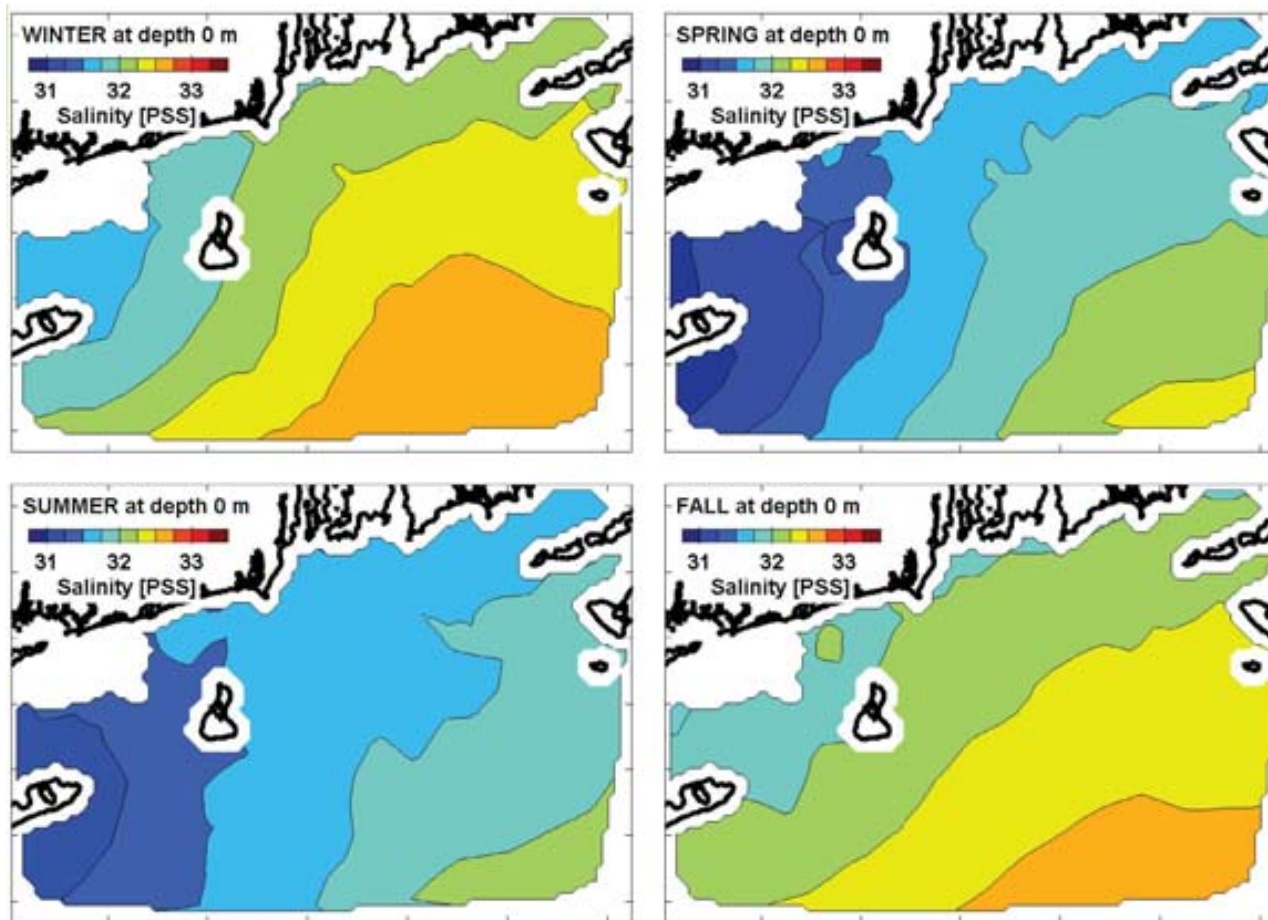 WINTER at depth 0 m
31 32 33
Salinity [PSS]
SPRING at depth 0 m
31 32 33
Salinity [PSS]
SUMMER at depth 0 m
31 32 33
Salinity [PSS]
FALL at depth 0 m
31 32 33
Salinity [PSS]